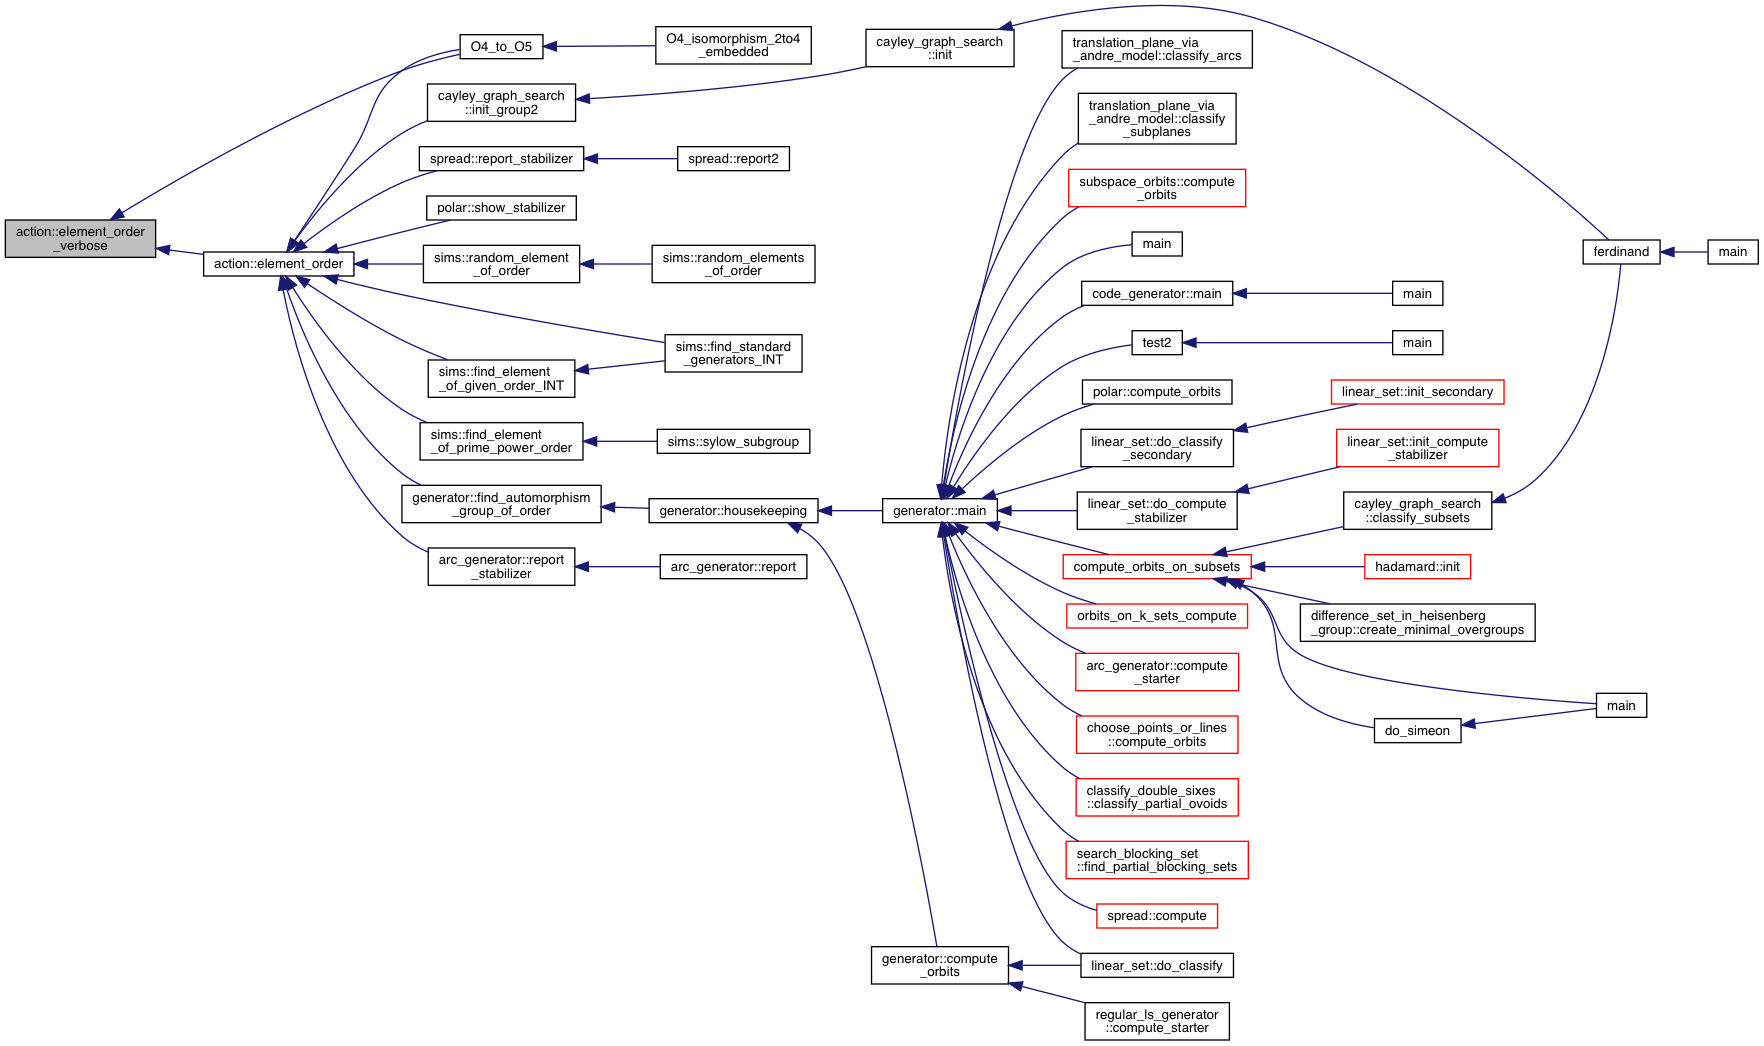 action::element_order
_verbose
action::element_order
O4_to_O5
cayley_graph_search
::init_group2
spread::report_stabilizer
polar::show_stabilizer
sims::random_element
_of_order
sims::find_element
_of_given_order_INT
sims::find_element
_of_prime_power_order
generator::find_automorphism
_group_of_order
arc_generator::report
_stabilizer
O4_isomorphism_2to4
_embedded
spread::report2
sims::random_elements
_of_order
sims::find_standard
_generators_INT
sims::sylow_subgroup
generator::housekeeping
arc_generator::report
cayley_graph_search
::init
generator::main
generator::compute
_orbits
translation_plane_via
_andre_model::classify_arcs
translation_plane_via
_andre_model::classify
_subplanes
subspace_orbits::compute
_orbits
main
code_generator::main
test2
polar::compute_orbits
linear_set::do_classify
_secondary
linear_set::do_compute
_stabilizer
compute_orbits_on_subsets
orbits_on_k_sets_compute
arc_generator::compute
_starter
choose_points_or_lines
::compute_orbits
classify_double_sixes
::classify_partial_ovoids
search_blocking_set
::find_partial_blocking_sets
spread::compute
linear_set::do_classify
regular_ls_generator
::compute_starter
main
main
linear_set::init_secondary
linear_set::init_compute
_stabilizer
cayley_graph_search
::classify_subsets
hadamard::init
difference_set_in_heisenberg
_group::create_minimal_overgroups
do_simeon
ferdinand
main
main